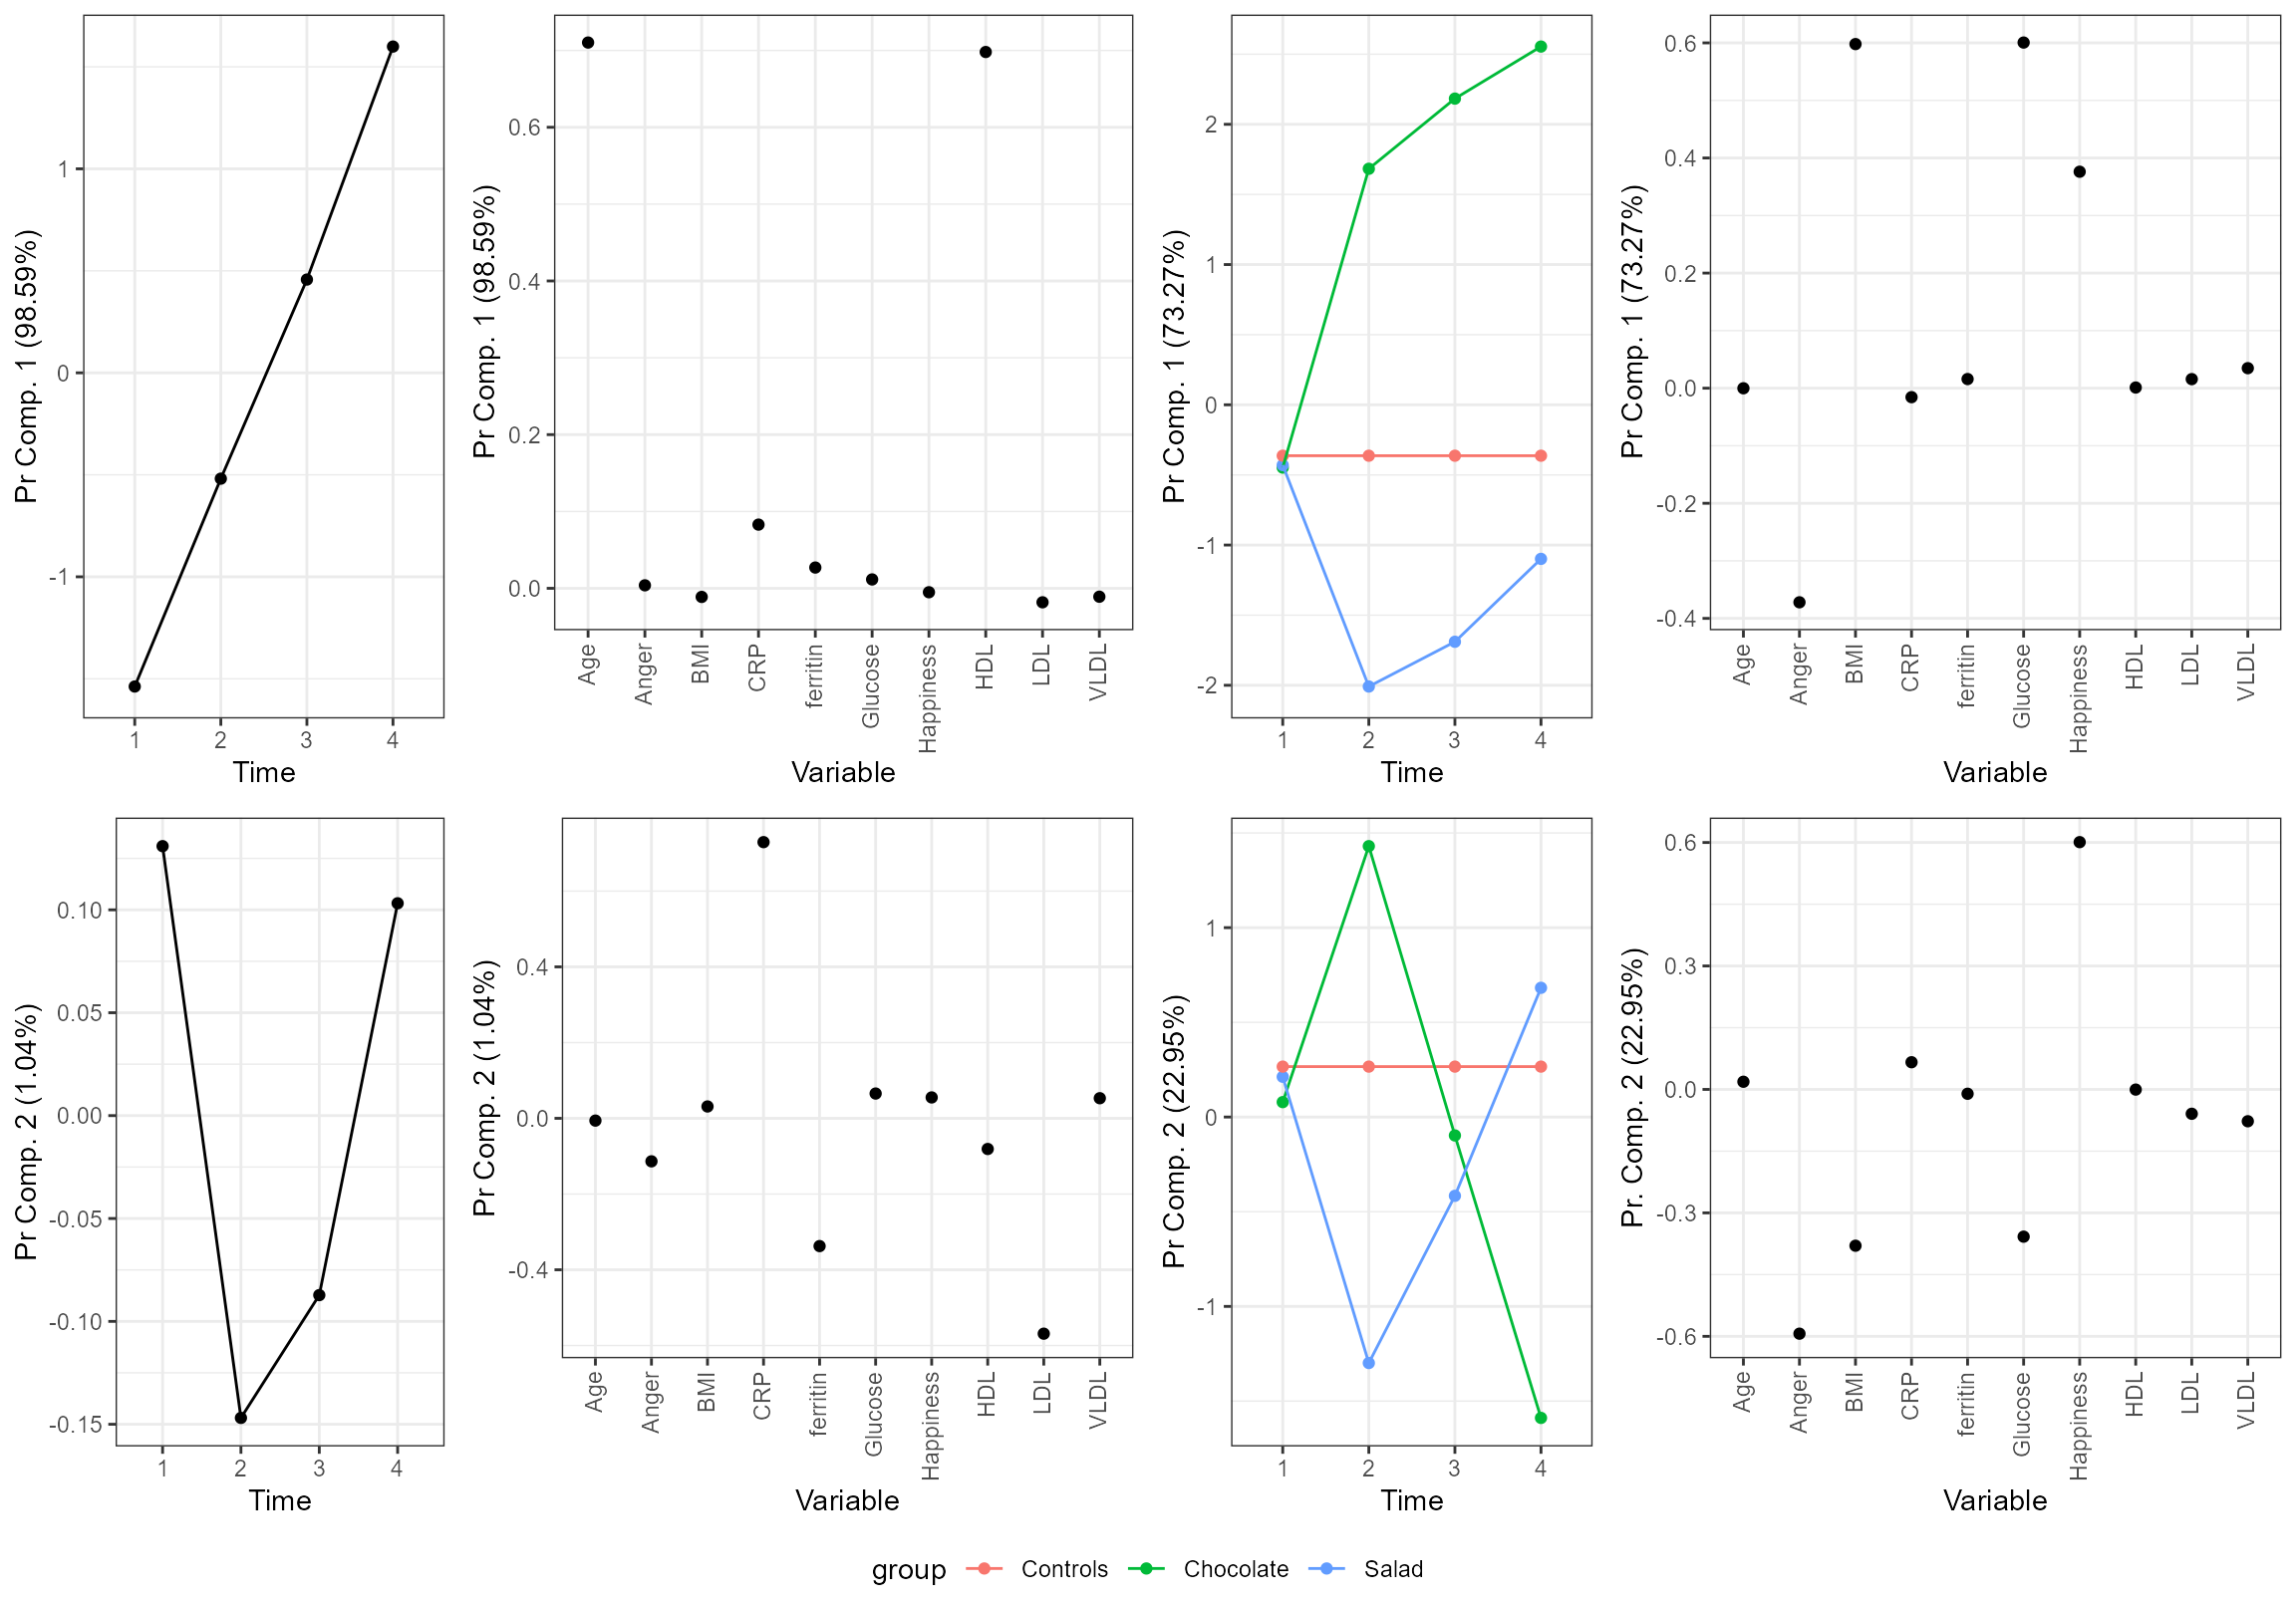 Pr Comp. 1 (98.59%)
1
0
-1
1 2 3 4
Time
Pr Comp. 1 (98.59%)
0.6
0.4
0.2
0.0
Age Anger BMI CRP ferritin Glucose Happiness HDL LDL VLDL
Variable
Pr Comp. 1 (73.27%)
2
1
0
-1
-2
1 2 3 4
Time
Pr Comp. 1 (73.27%)
0.6
0.4
0.2
0.0
-0.2
-0.4
Age Anger BMI CRP ferritin Glucose Happiness HDL LDL VLDL
Variable
Pr Comp. 2 (1.04%)
0.10
0.05
0.00
-0.05
-0.10
-0.15
1 2 3 4
Time
Pr Comp. 2 (1.04%)
0.4
0.0
-0.4
Age Anger BMI CRP ferritin Glucose Happiness HDL LDL VLDL
Variable
Pr Comp. 2 (22.95%)
1
0
-1
1 2 3 4
Time
Pr. Comp. 2 (22.95%)
0.6
0.3
0.0
-0.3
-0.6
Age Anger BMI CRP ferritin Glucose Happiness HDL LDL VLDL
Variable
group Controls Chocolate Salad